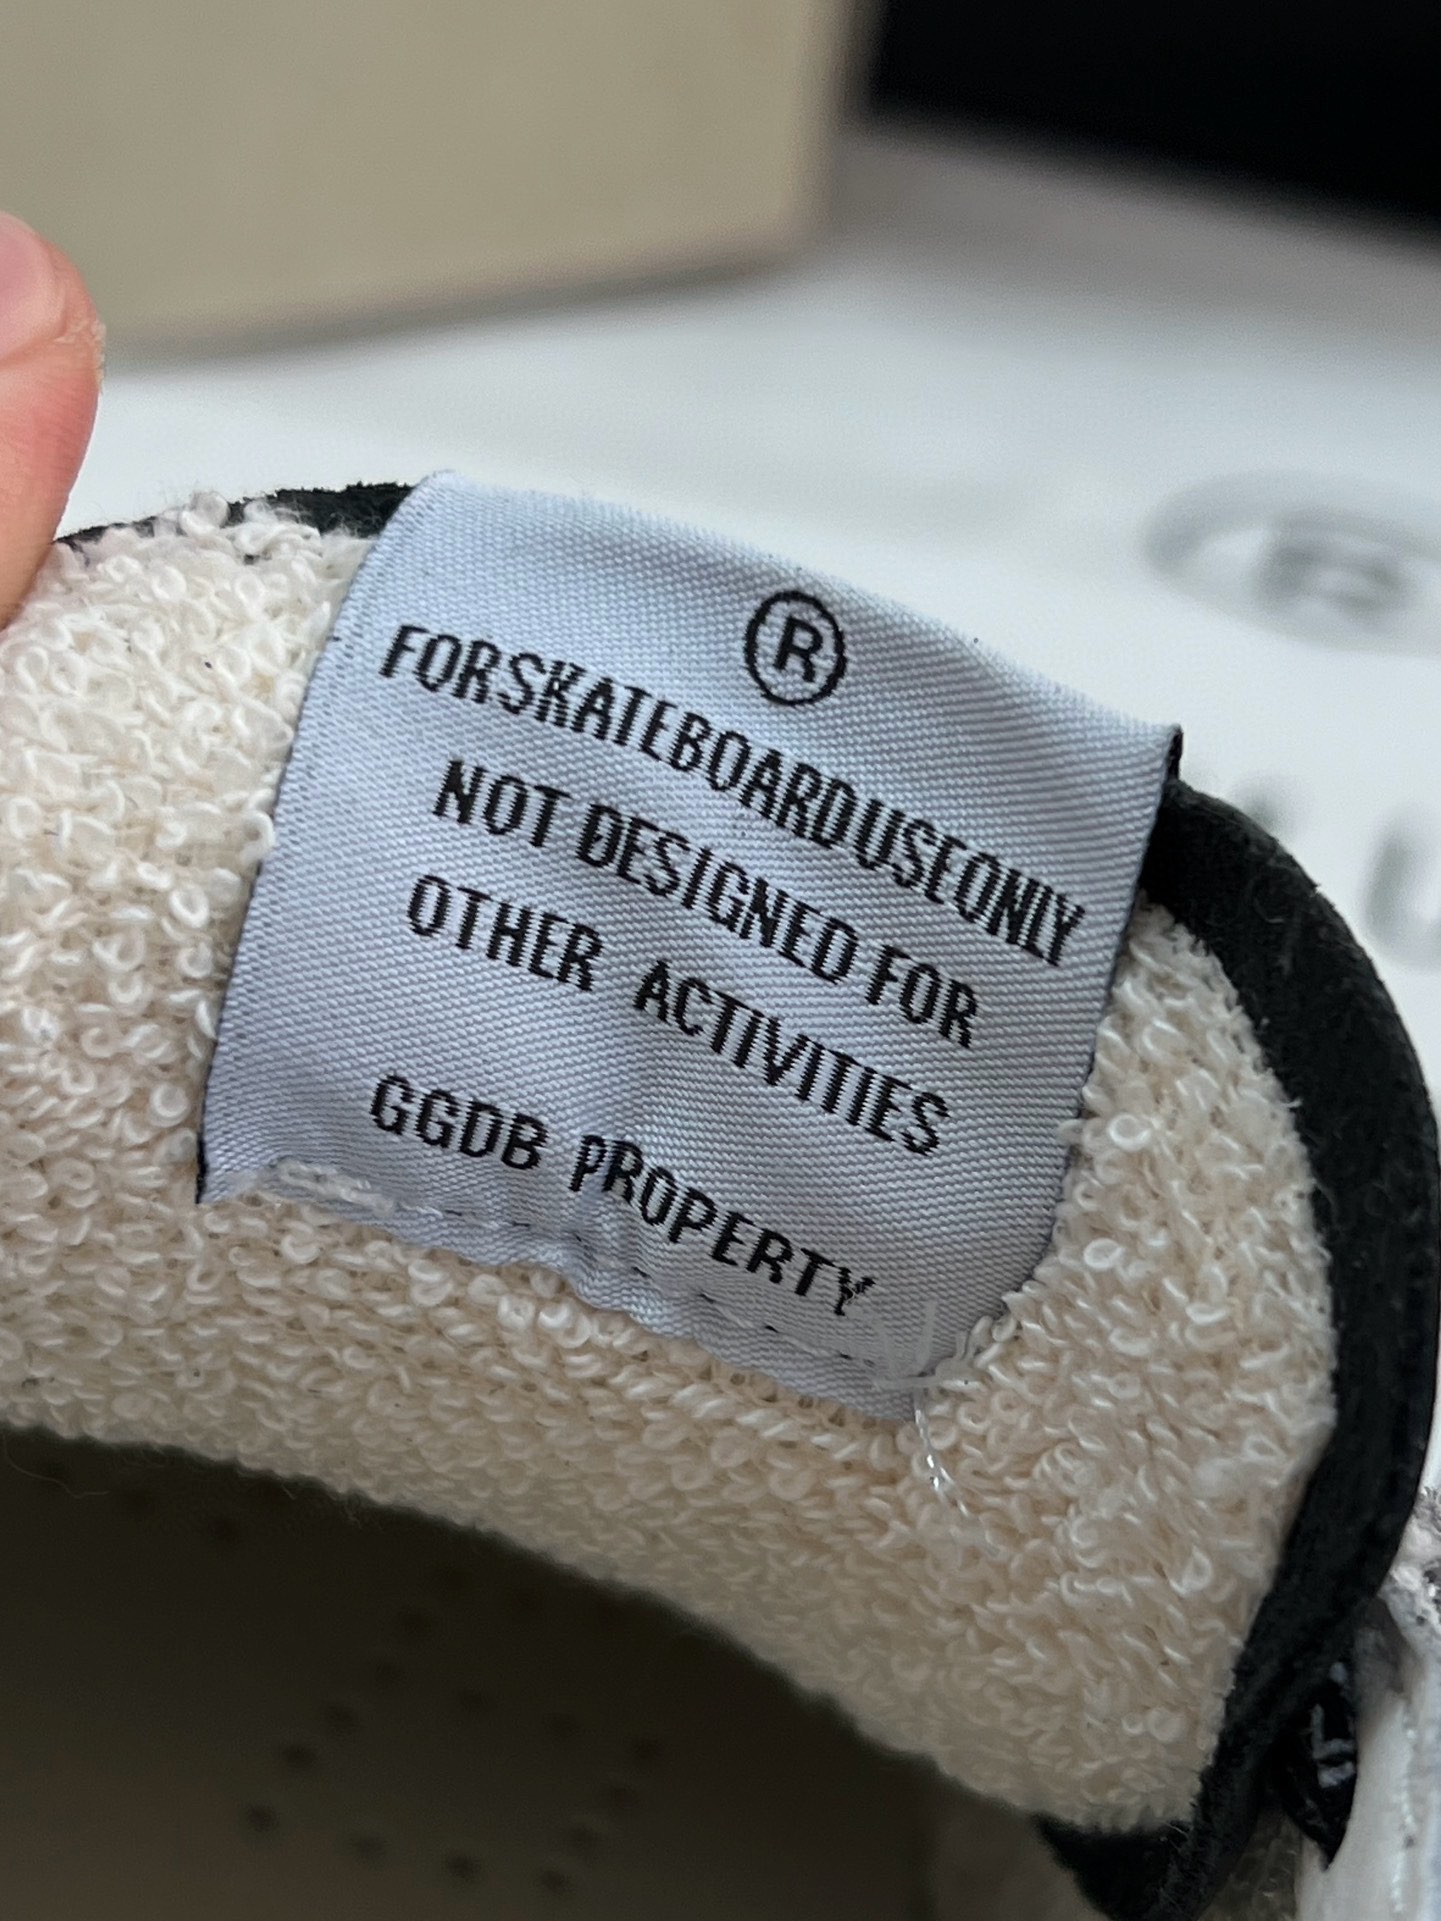 ®
FORSKATEBOARDUSEONLY
NOT DESIGNED FOR
OTHER ACTIVITIES
GGDB PROPERTY